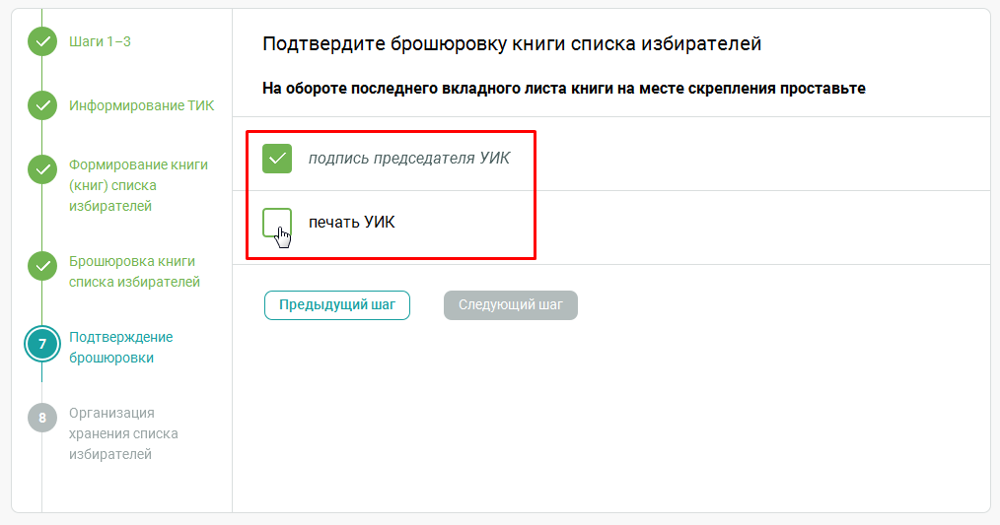 Шаги 1–3
Информирование ТИК
Формирование книги
(книг) списка
избирателей
Брошюровка книги
списка избирателей
7
Подтверждение
брошюровки
8
Организация
хранения списка
избирателей
Подтвердите брошюровку книги списка избирателей
На обороте последнего вкладного листа книги на месте скрепления проставьте
подпись председателя УИК
печать УИК
Предыдущий шаг
Следующий шаг